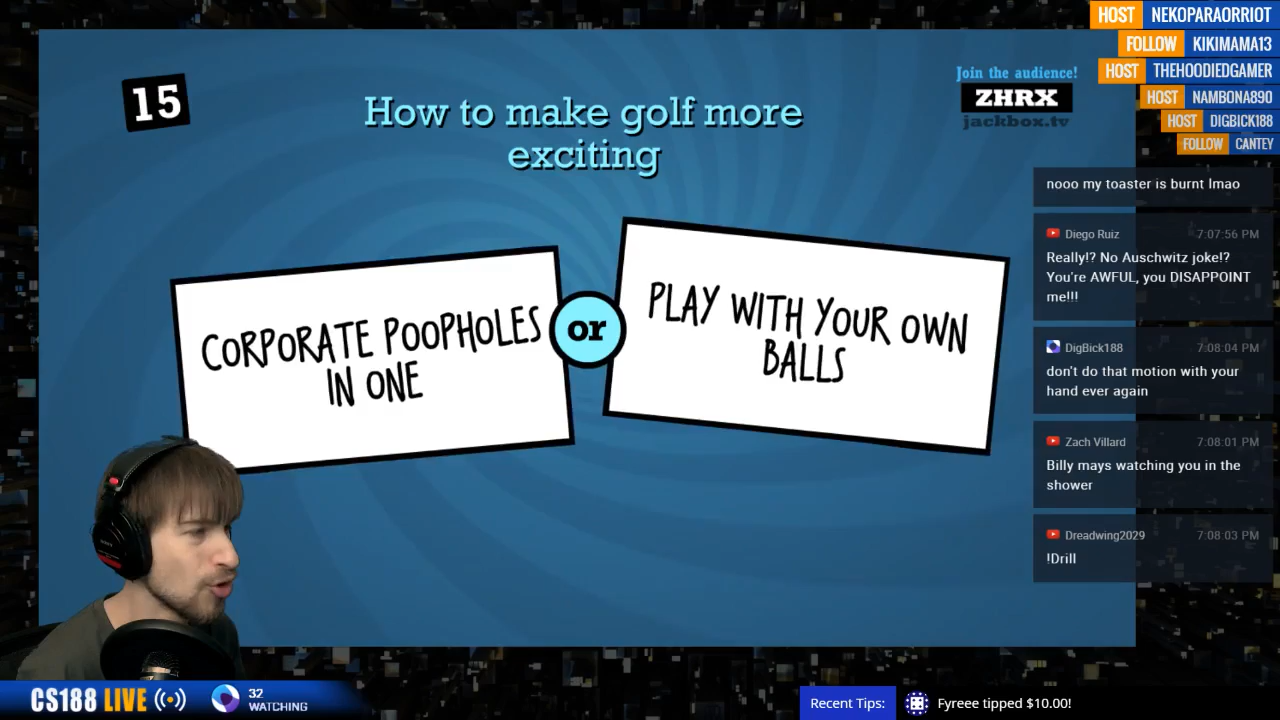 15
How to make golf more
exciting
Join the audience!
ZHRX
jackbox.tv
CORPORATE POOPHOLES
IN ONE
or
PLAY WITH YOUR OWN
BALLS
HOST NEKOPARAORRIOT
FOLLOW KIKIMAMA13
HOST THEHOODIEDGAMER
HOST NAMBONA890
HOST DIGBICK188
FOLLOW CANTEY
nooo my toaster is burnt lmao
Diego Ruiz 7:07:56 PM
Really!? No Auschwitz joke!?
You're AWFUL, you DISAPPOINT
me!!!
DigBick188 7:08:04 PM
don't do that motion with your
hand ever again
Zach Villard 7:08:01 PM
Billy mays watching you in the
shower
Dreadwing2029 7:08:03 PM
!Drill
CS188 LIVE
32
WATCHING
Recent Tips: Fyreee tipped $10.00!